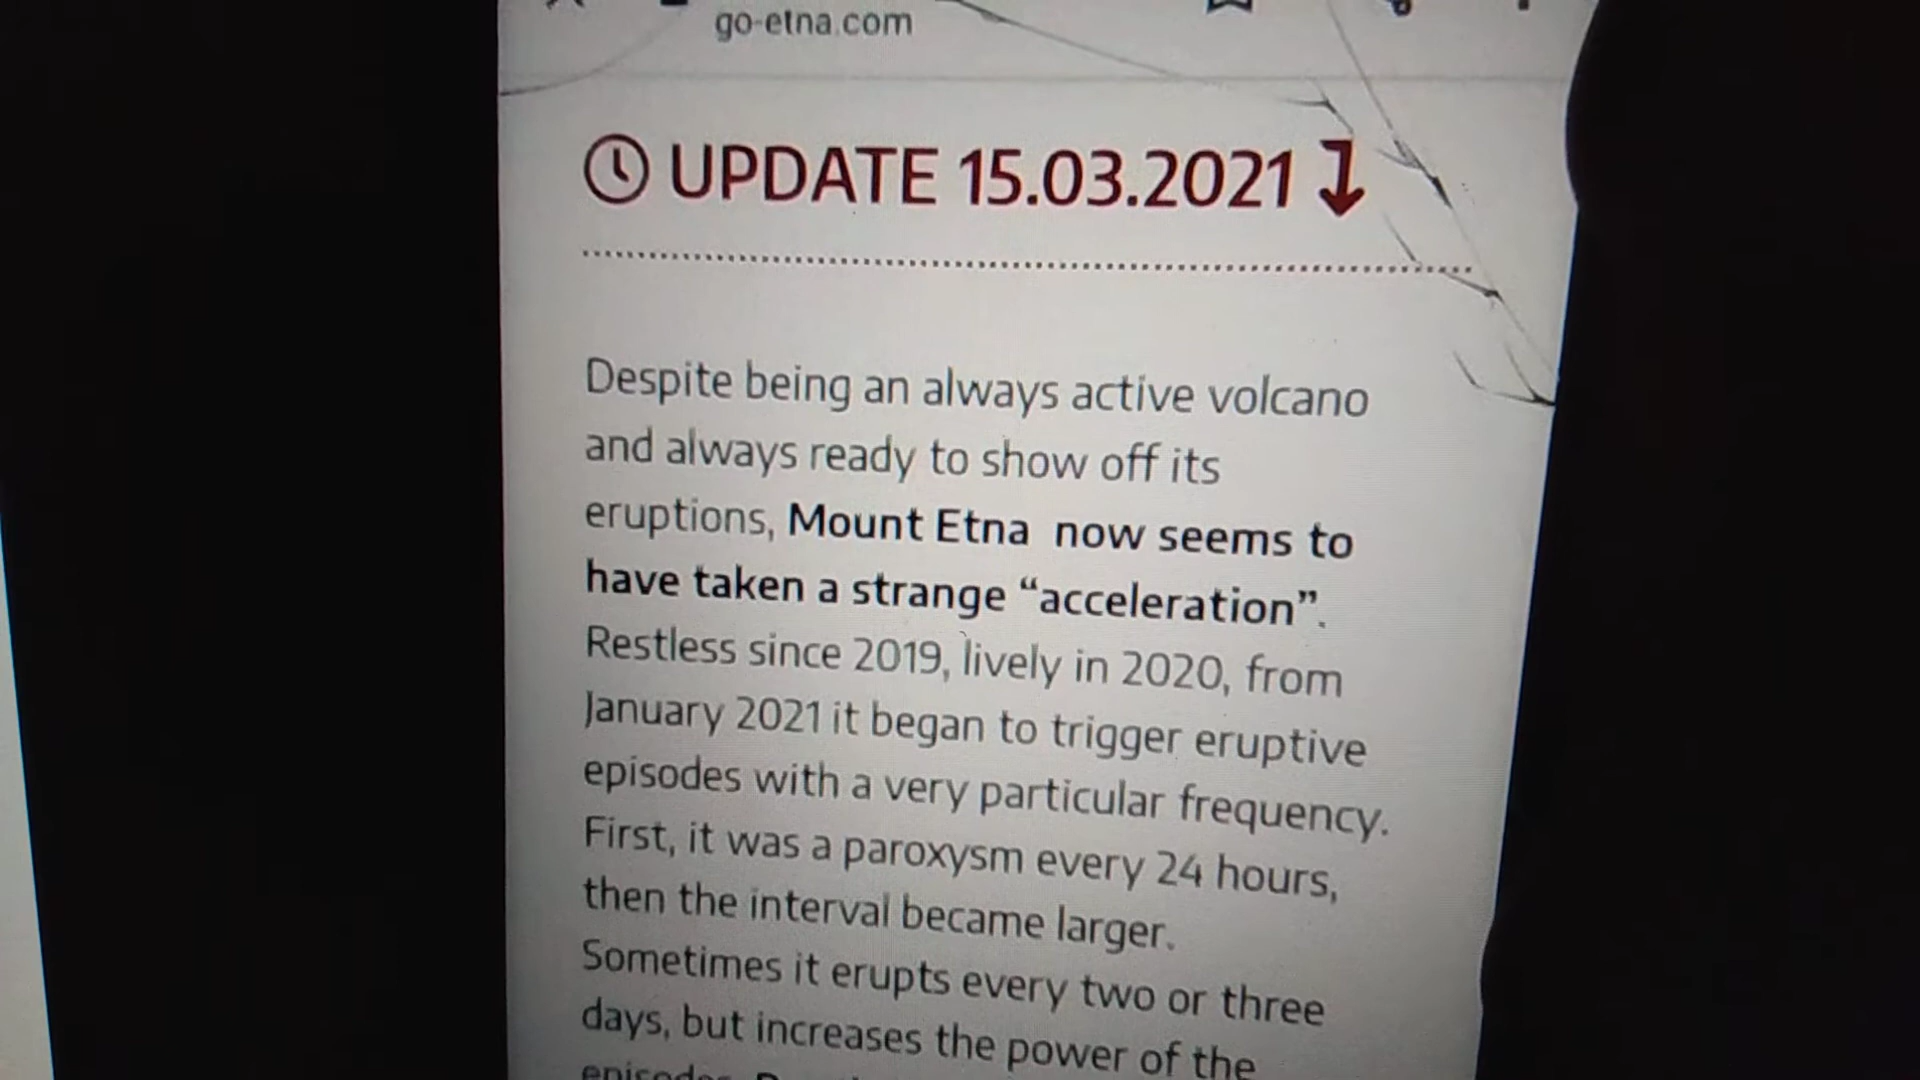 go-etna.com
UPDATE 15.03.2021
Despite being an always active volcano
and always ready to show off its
eruptions, Mount Etna now seems to
have taken a strange “acceleration”.
Restless since 2019, lively in 2020, from
January 2021 it began to trigger eruptive
episodes with a very particular frequency.
First, it was a paroxysm every 24 hours,
then the interval became larger.
Sometimes it erupts every two or three
days, but increases the power of the